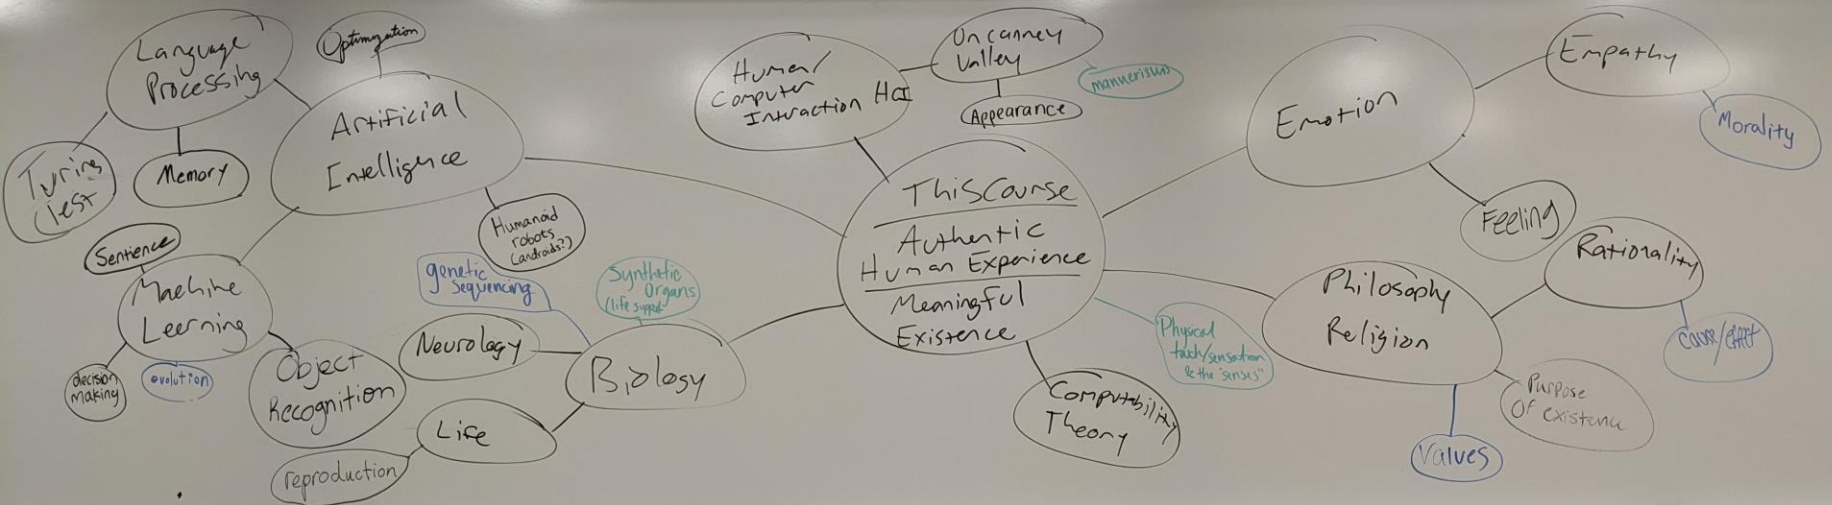 Language
Processing
Optimization
Turing
Test
Memory
Artificial
Intelligence
Humanoid
robots
(androids?)
Sentience
Machine
Leerning
decision
making
evolution
Object
Recognition
genetic
sequencing
Synthetic
Organs
(life support
Neurology
Biology
Life
reproduction
Human/
Computer
Interaction HCI
Uncanney
Valley
mannerisms
Appearance
This Course
Authentic
Human Experience
Meaningful
Existence
Computability
Theory
Physical
touch/sensation
& the "senses"
Emotion
Empathy
Morality
Feeling
Philosophy
Religion
Rationality
cause/effect
Purpose
Of existence
Values